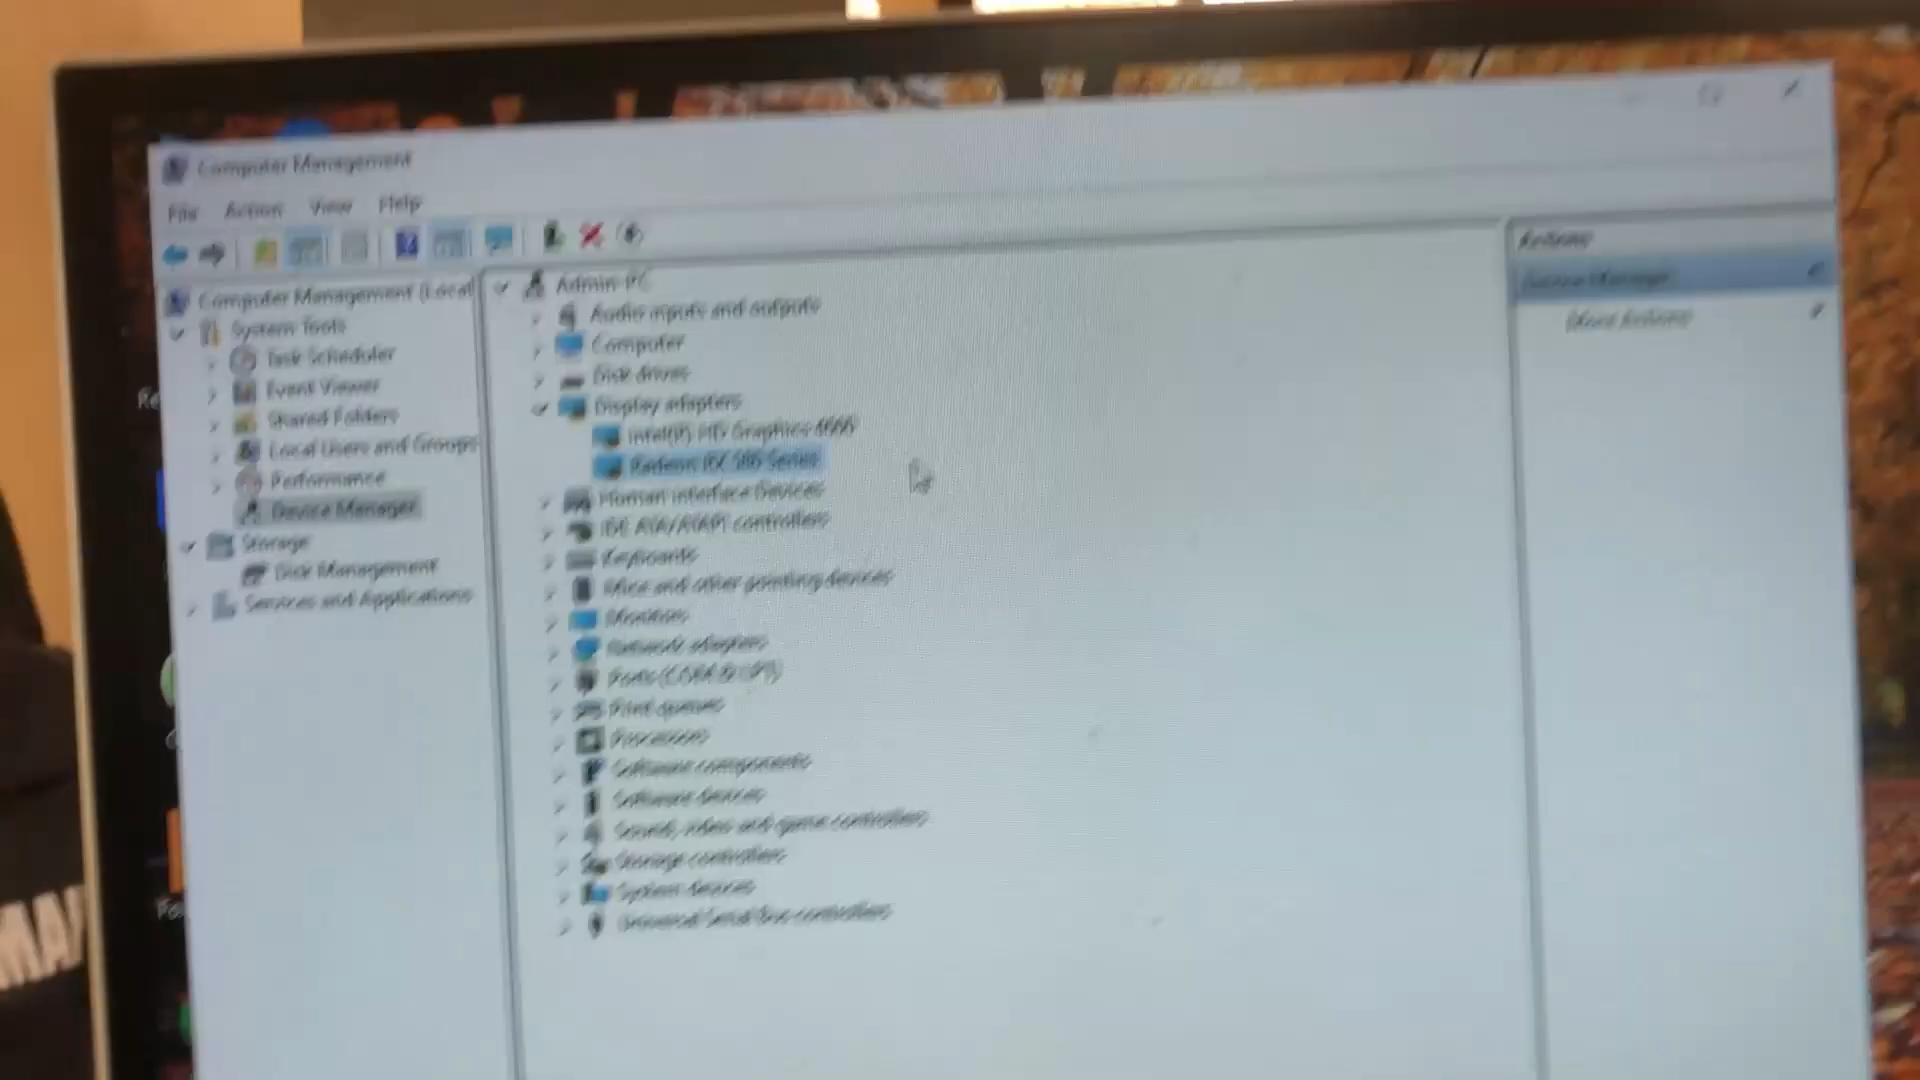 Computer Management
File Action View Help
Computer Management (Local
System Tools
Task Scheduler
Event Viewer
Shared Folders
Local Users and Groups
Performance
Device Manager
Storage
Disk Management
Services and Applications
Admin-PC
Audio inputs and outputs
Computer
Disk drives
Display adapters
Intel(R) HD Graphics
Radeon RX Series
Human Interface Devices
IDE ATA/ATAPI controllers
Keyboards
Mice and other pointing devices
Monitors
Network adapters
Ports (COM & LPT)
Print queues
Processors
Software components
Software devices
Sound, video and game controllers
Storage controllers
System devices
Universal Serial Bus controllers
Actions
Device Manager
More Actions
Re
Fo
MA